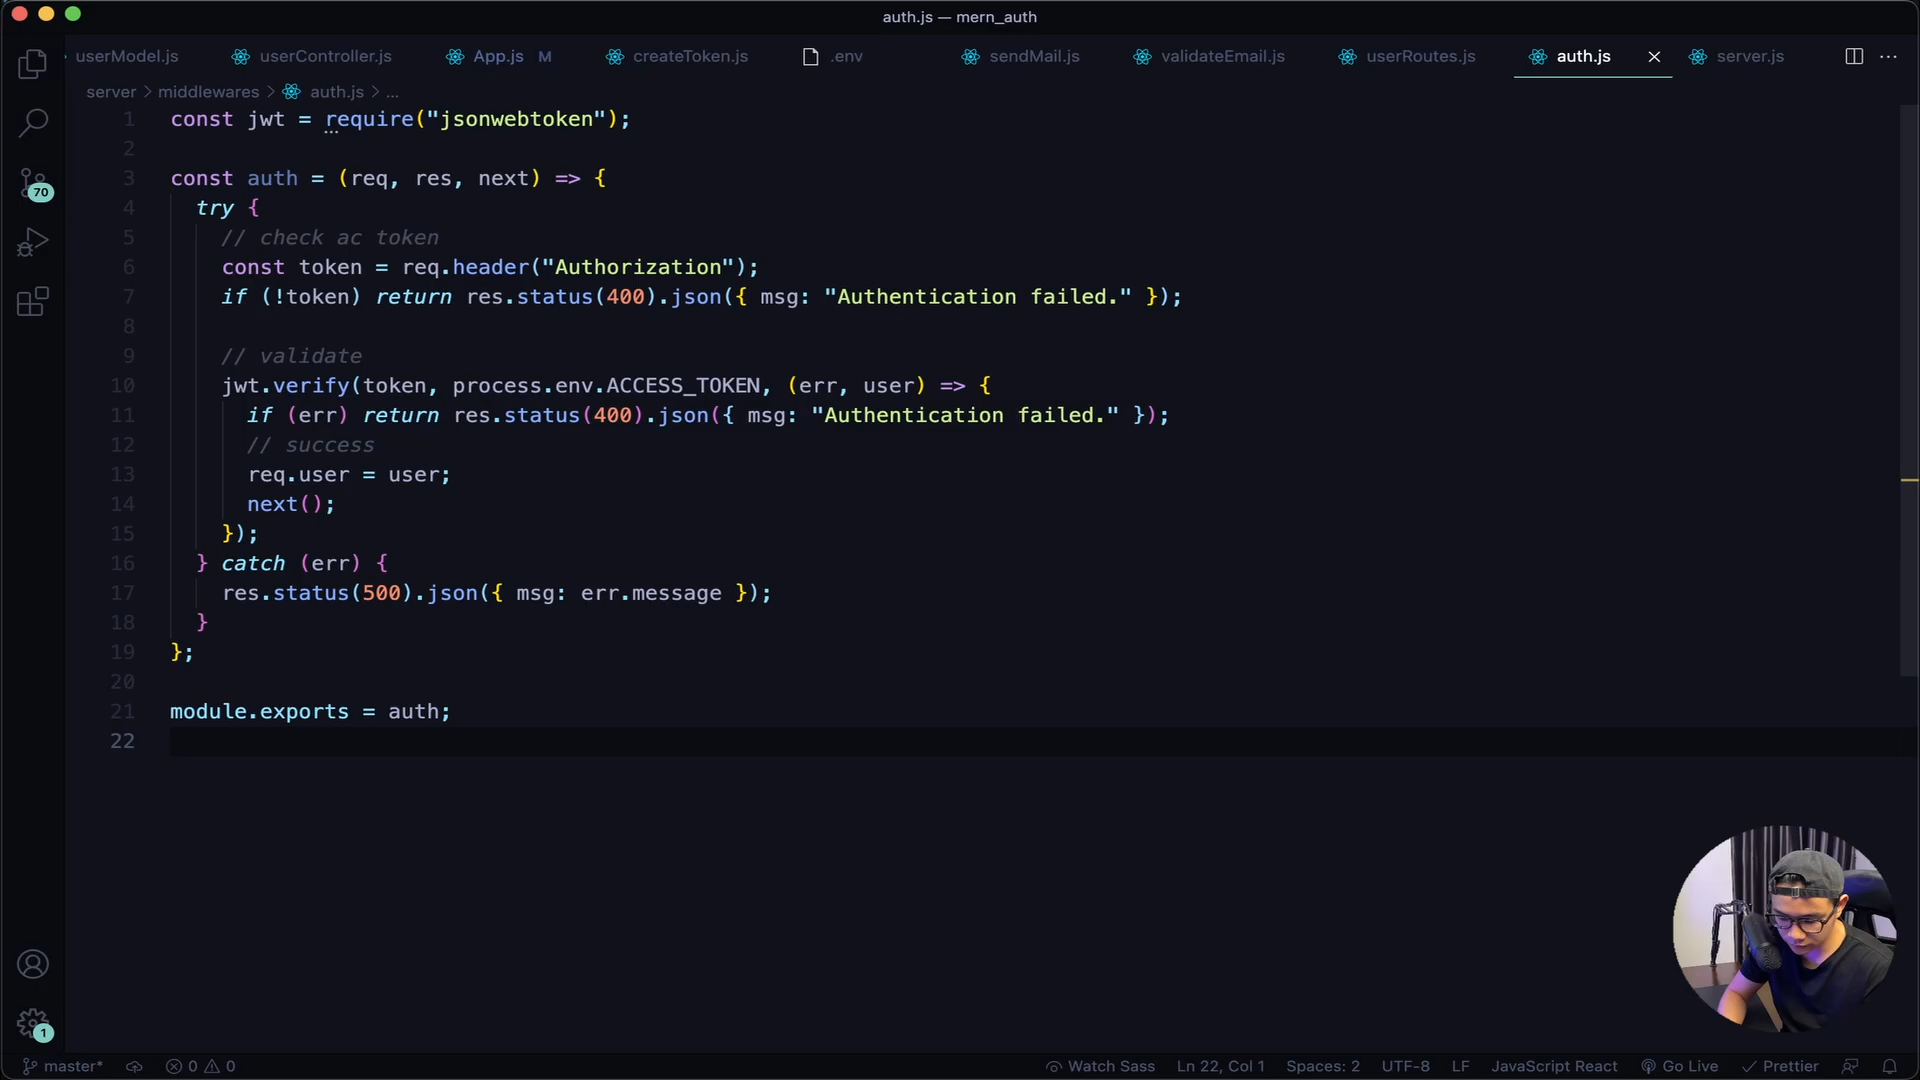 auth.js — mern_auth
userModel.js userController.js App.js M createToken.js .env sendMail.js validateEmail.js userRoutes.js auth.js server.js
server > middlewares > auth.js > ...
1 const jwt = require("jsonwebtoken");
2
3 const auth = (req, res, next) => {
4 try {
5 // check ac token
6 const token = req.header("Authorization");
7 if (!token) return res.status(400).json({ msg: "Authentication failed." });
8
9 // validate
10 jwt.verify(token, process.env.ACCESS_TOKEN, (err, user) => {
11 if (err) return res.status(400).json({ msg: "Authentication failed." });
12 // success
13 req.user = user;
14 next();
15 });
16 } catch (err) {
17 res.status(500).json({ msg: err.message });
18 }
19 };
20
21 module.exports = auth;
22
70
1
master* 0 0 Watch Sass Ln 22, Col 1 Spaces: 2 UTF-8 LF JavaScript React Go Live Prettier